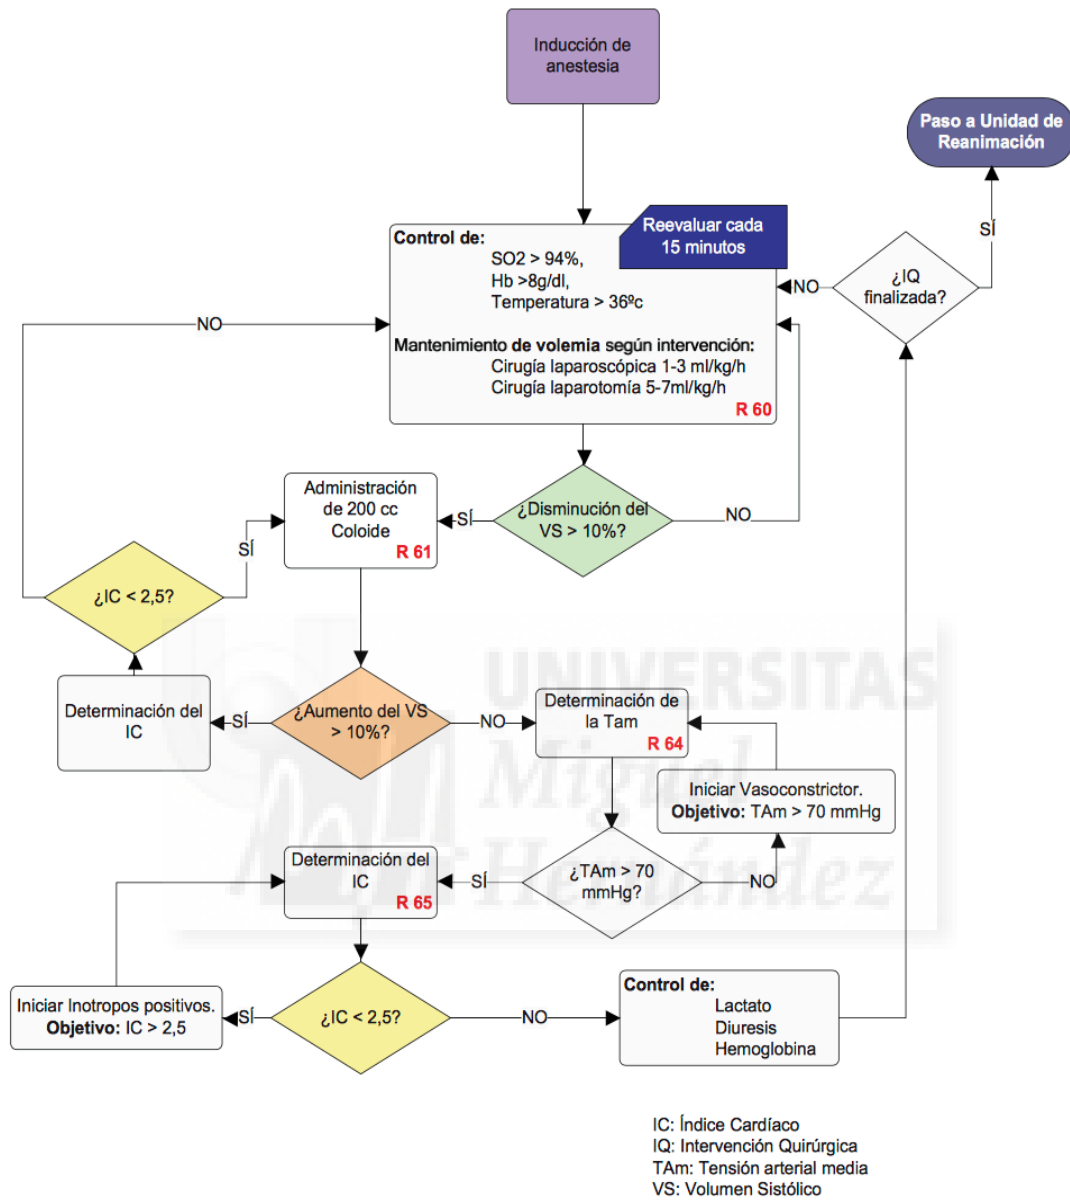 Inducción de
anestesia
Paso a Unidad de
Reanimación
Reevaluar cada
15 minutos
SÍ
Control de:
SO2 > 94%,
Hb >8g/dl,
Temperatura > 36ºc
NO
¿IQ
finalizada?
NO
Mantenimiento de volemia según intervención:
Cirugía laparoscópica 1-3 ml/kg/h
Cirugía laparotomía 5-7ml/kg/h
R 60
Administración
de 200 cc
Coloide
R 61
SÍ
¿Disminución del
VS > 10%?
NO
SÍ
¿IC < 2,5?
UNIVERSITAS
Miguel
Hernández
Determinación del
IC
SÍ
¿Aumento del VS
> 10%?
NO
Determinación de
la Tam
R 64
Iniciar Vasoconstrictor.
Objetivo: TAm > 70 mmHg
Determinación del
IC
R 65
SÍ
¿TAm > 70
mmHg?
NO
Iniciar Inotropos positivos.
Objetivo: IC > 2,5
SÍ
¿IC < 2,5?
NO
Control de:
Lactato
Diuresis
Hemoglobina
IC: Índice Cardíaco
IQ: Intervención Quirúrgica
TAm: Tensión arterial media
VS: Volumen Sistólico